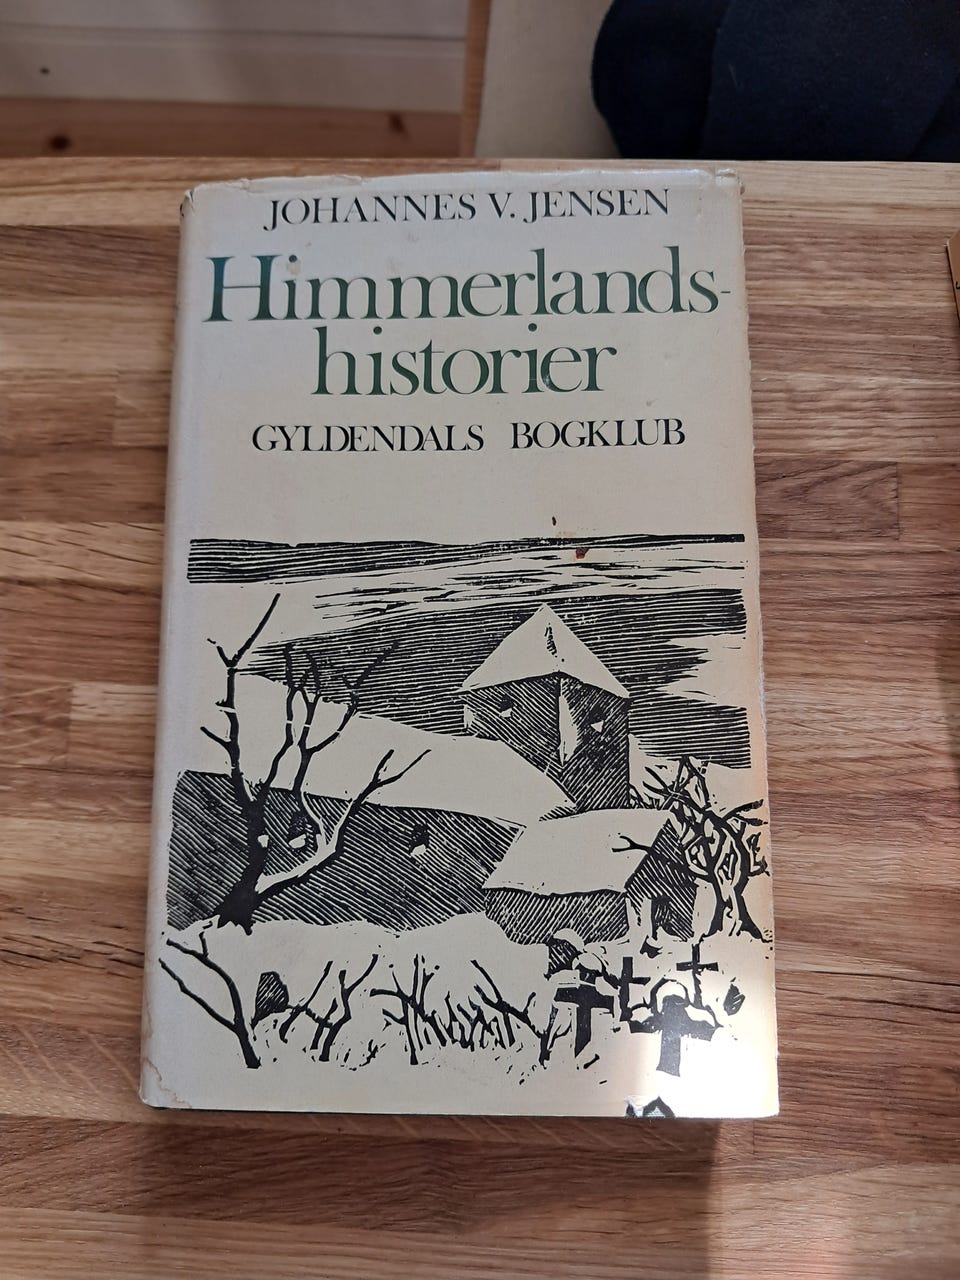 JOHANNES V. JENSEN
Himmerlands-
historier
GYLDENDALS BOGKLUB